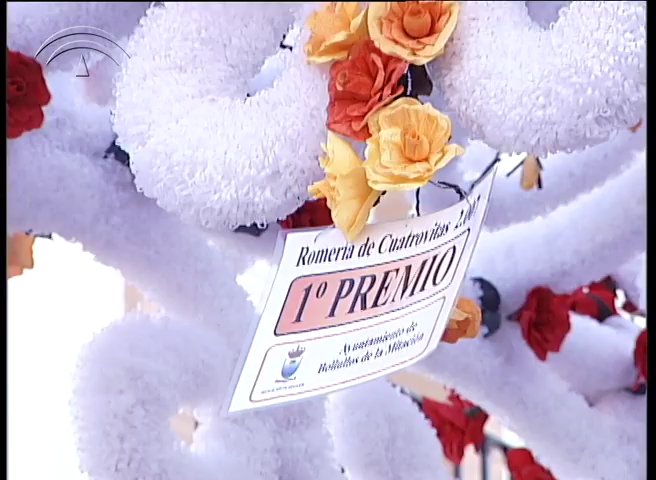 Romería de Cuatrovitas
1º PREMIO
Ayuntamiento de
Bollullos de la Mitación